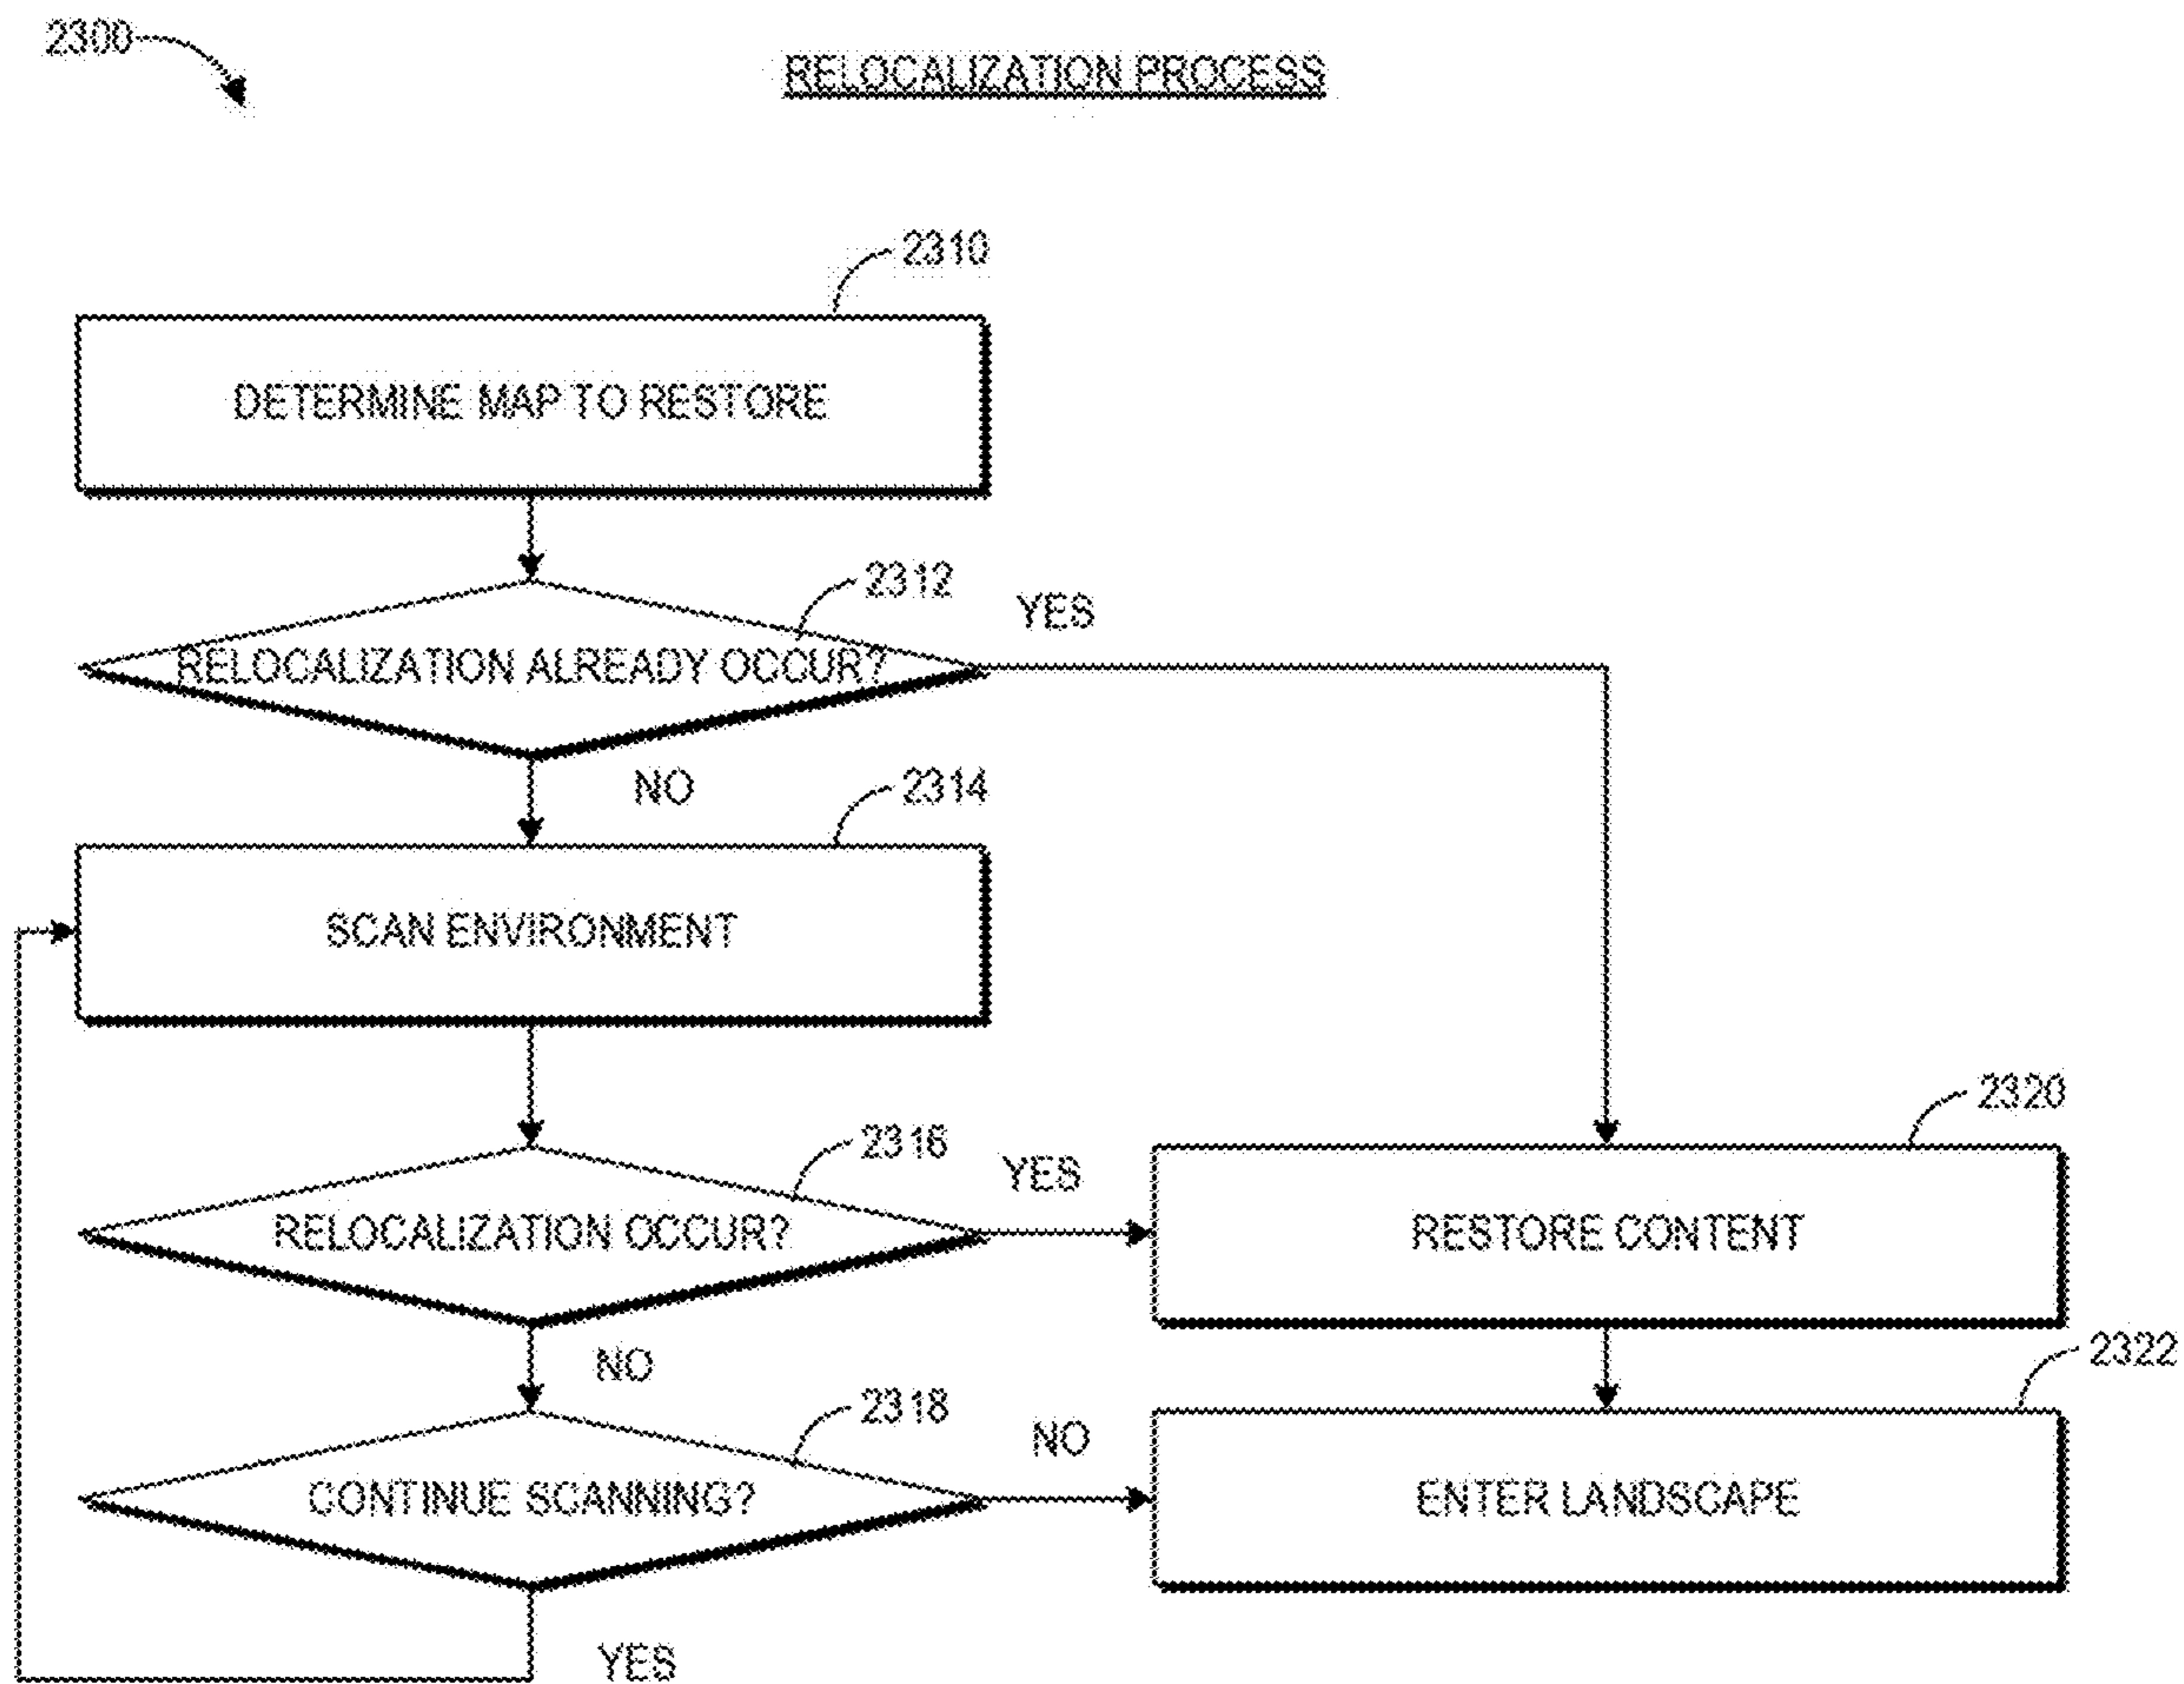 2300
RELOCALIZATION PROCESS
2310
DETERMINE MAP TO RESTORE
2312
YES
RELOCALIZATION ALREADY OCCUR?
NO
2314
SCAN ENVIRONMENT
2320
2316
YES
RELOCALIZATION OCCUR?
RESTORE CONTENT
2322
NO
2318
NO
CONTINUE SCANNING?
ENTER LANDSCAPE
YES